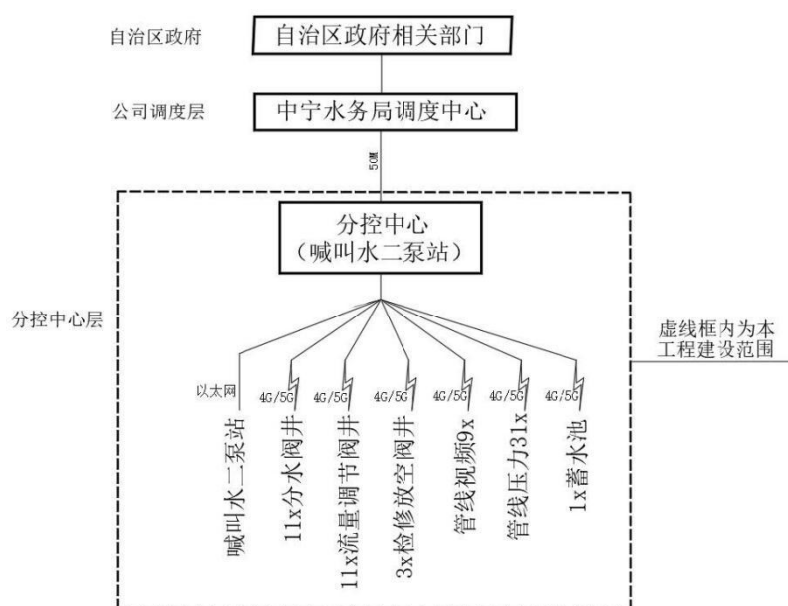 自治区政府
自治区政府相关部门
公司调度层
中宁水务局调度中心
50M
分控中心
（喊叫水二泵站）
分控中心层
虚线框内为本
工程建设范围
以太网
4G/5G
4G/5G
4G/5G
4G/5G
4G/5G
4G/5G
喊叫水二泵站
11x分水阀井
11x流量调节阀井
3x检修放空阀井
管线视频9x
管线压力31x
1x蓄水池